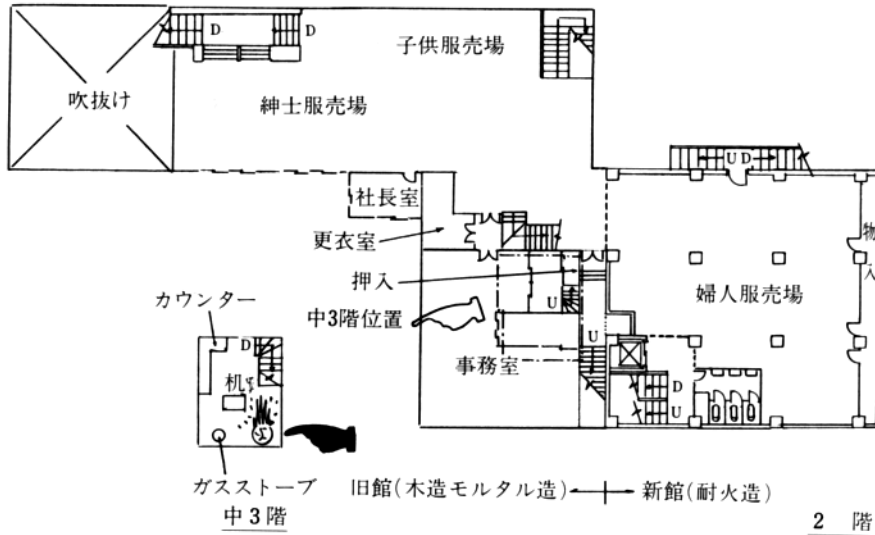 D
D
子供服売場
吹抜け
紳士服売場
U D
社長室
更衣室
物
入
押入
婦人服売場
カウンター
中3階位置
U
U
D
事務室
机
D
U
ガスストーブ
旧館(木造モルタル造)
新館(耐火造)
中3階
2 階